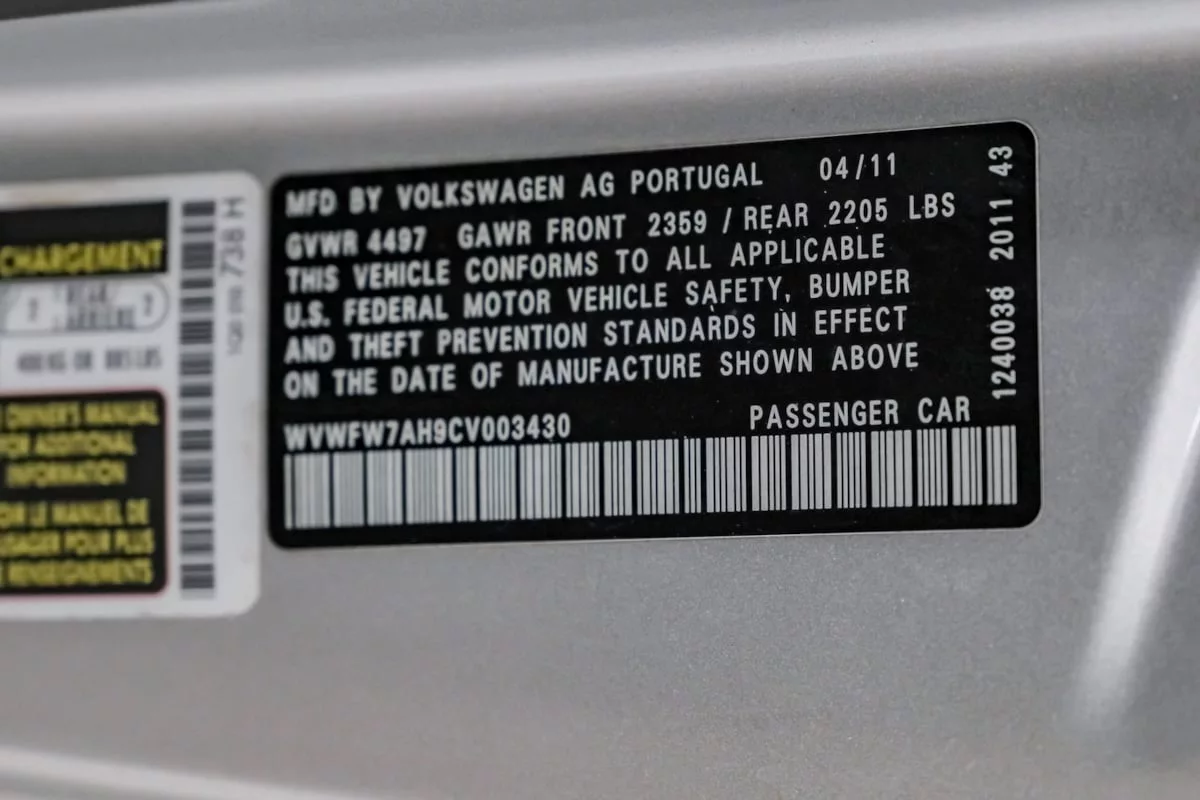 CHARGEMENT
2
2
OWNER'S MANUAL
FOR ADDITIONAL
INFORMATION
LE MANUEL DE
POUR PLUS
RENSEIGNEMENTS
738 H
MFD BY VOLKSWAGEN AG PORTUGAL 04/11
GVWR 4497 GAWR FRONT 2359 / REAR 2205 LBS
THIS VEHICLE CONFORMS TO ALL APPLICABLE
U.S. FEDERAL MOTOR VEHICLE SAFETY, BUMPER
AND THEFT PREVENTION STANDARDS IN EFFECT
ON THE DATE OF MANUFACTURE SHOWN ABOVE
WVWFW7AH9CV003430 PASSENGER CAR
1240038 2011 43